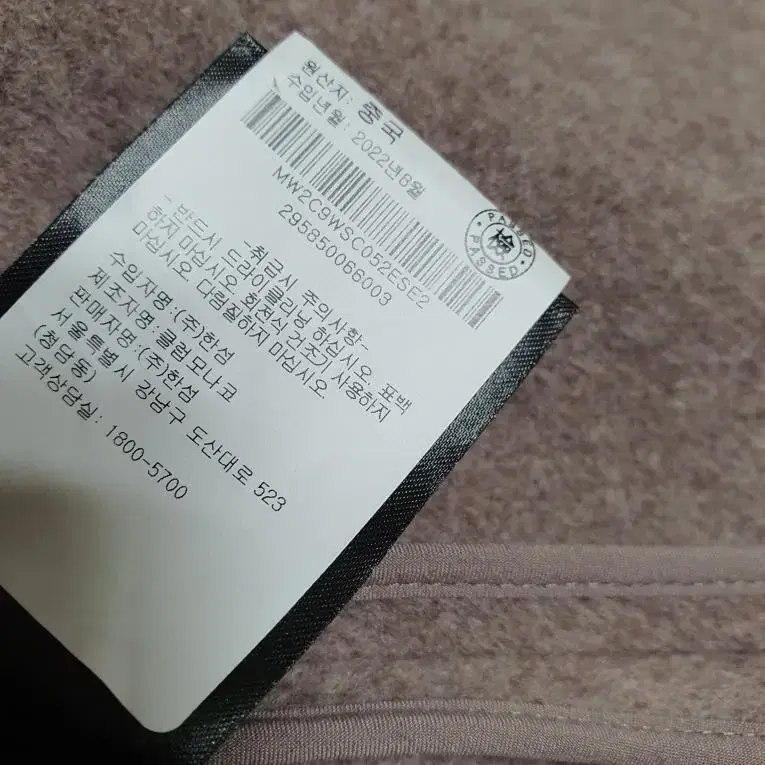 원산지: 중국
수입년월: 2022년8월
MW2C9WSC052ESE2
295850066003
-취급시 주의사항-
- 반드시 드라이클리닝 하십시오. 표백
하지 마십시오. 회전식 건조기 사용하지
마십시오. 다림질하지 마십시오.
수입자명:(주)한섬
제조자명:클럽모나코
판매자명:(주)한섬
서울특별시 강남구 도산대로 523
(청담동)
고객상담실: 1800-5700
PASSED
檢
PASSED